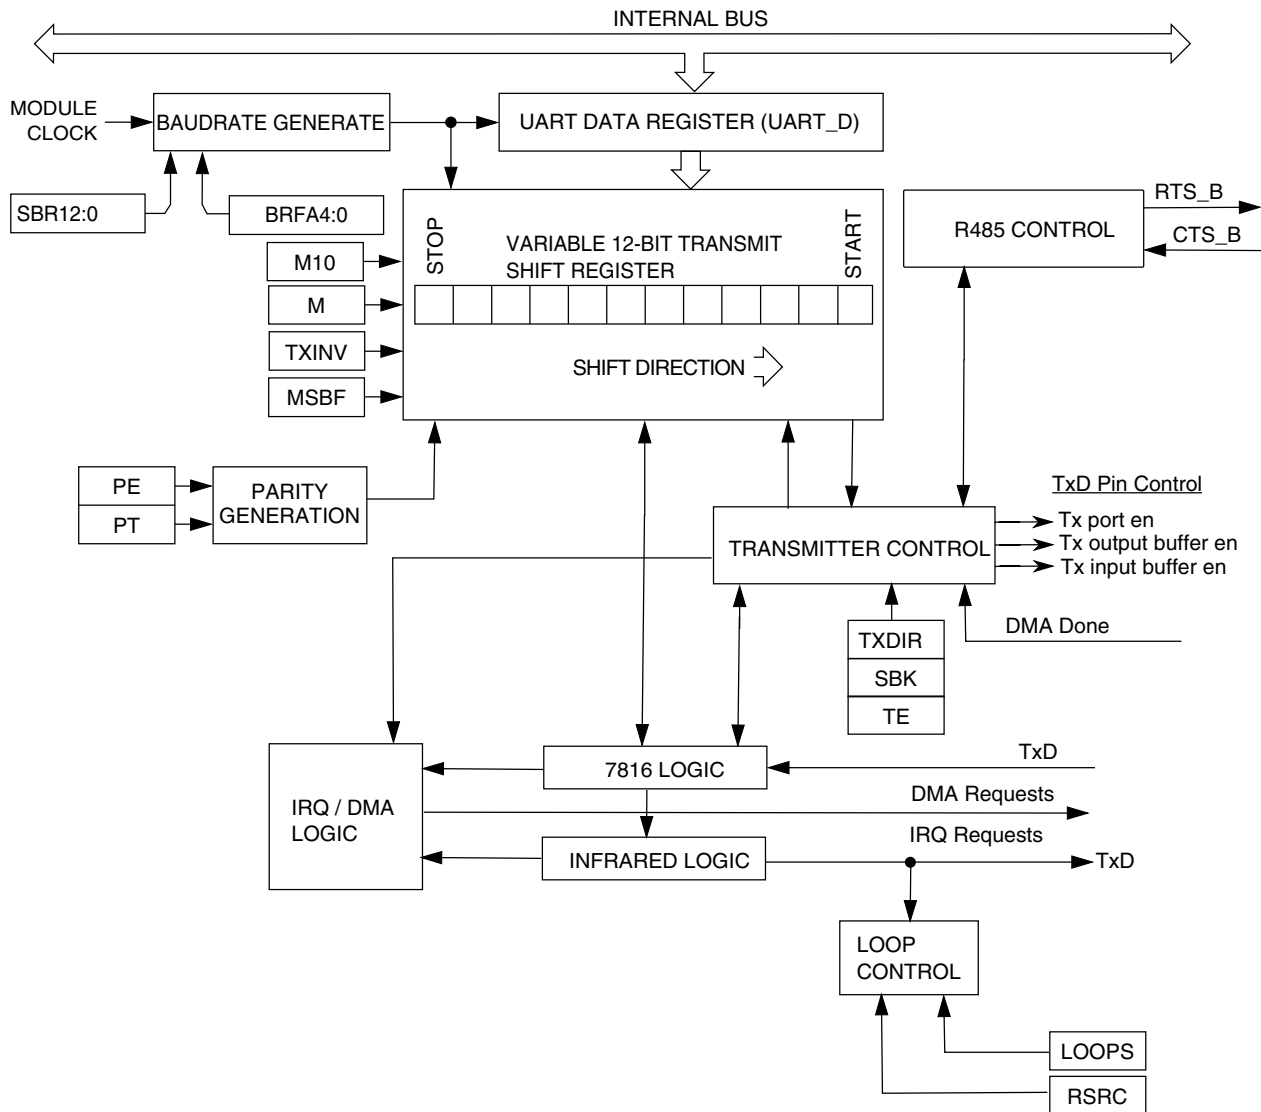 INTERNAL BUS
MODULE
CLOCK
BAUDRATE GENERATE
UART DATA REGISTER (UART_D)
SBR12:0
BRFA4:0
RTS_B
R485 CONTROL
CTS_B
STOP
VARIABLE 12-BIT TRANSMIT
SHIFT REGISTER
START
M10
M
TXINV
SHIFT DIRECTION
MSBF
PE
PT
PARITY
GENERATION
TxD Pin Control
Tx port en
TRANSMITTER CONTROL
Tx output buffer en
Tx input buffer en
DMA Done
TXDIR
SBK
TE
TxD
7816 LOGIC
DMA Requests
IRQ / DMA
LOGIC
IRQ Requests
INFRARED LOGIC
TxD
LOOP
CONTROL
LOOPS
RSRC